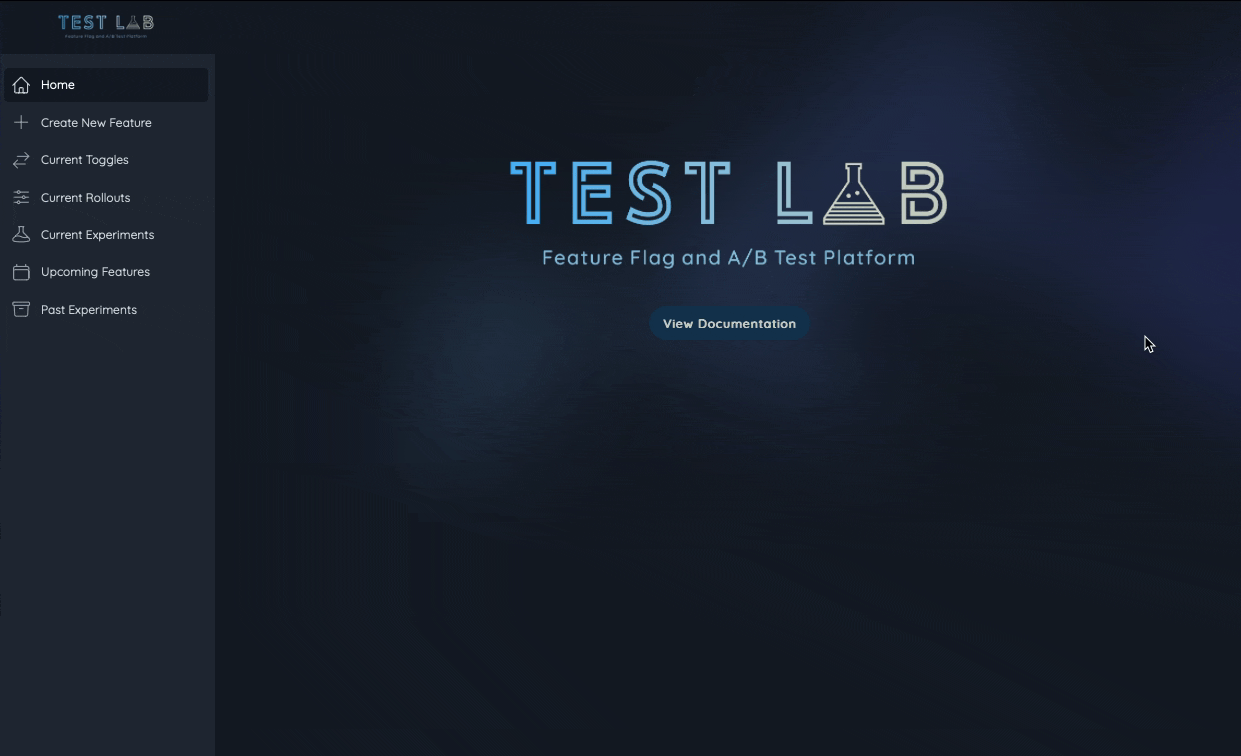 TEST LAB
Feature Flag and A/B Test Platform
Home
Create New Feature
Current Toggles
Current Rollouts
Current Experiments
Upcoming Features
Past Experiments
TEST LAB
Feature Flag and A/B Test Platform
View Documentation